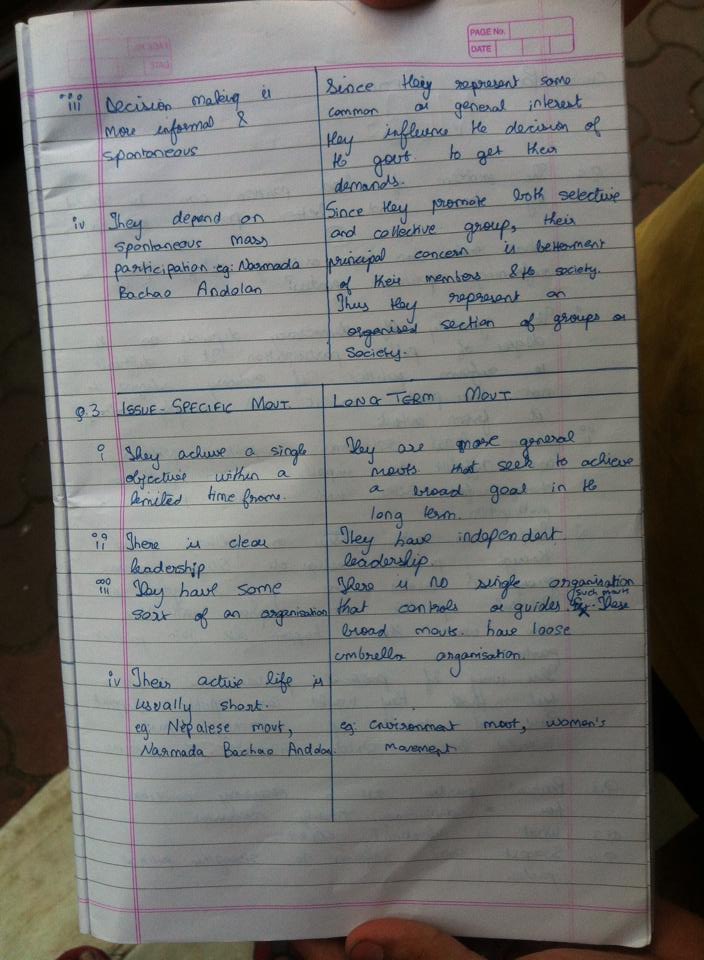 PAGE No.
DATE
iii Decision making is
more informal &
spontaneous
Since they represent some
common or general interest
they influence the decision of
the govt. to get their
demands.
iv They depend on
spontaneous mass
participation eg: Narmada
Bachao Andolan
Since they promote both selective
and collective group, their
principal concern is betterment
of their members & the society.
Thus they represent an
organised section of groups or
society.
Q.3 ISSUE-SPECIFIC MOVT.
LONG TERM MOVT
i They achieve a single
objective within a
limited time frame.
They are more general
movts that seek to achieve
a broad goal in the
long term.
ii There is clear
leadership
They have independent
leadership.
iii They have some
sort of an organisation
There is no single organisation
that controls or guides such movts. These
broad movts. have loose
umbrella organisation.
iv Their active life is
usually short.
eg: Nepalese movt,
Narmada Bachao Andolan.
eg: environment movt, women's
movement